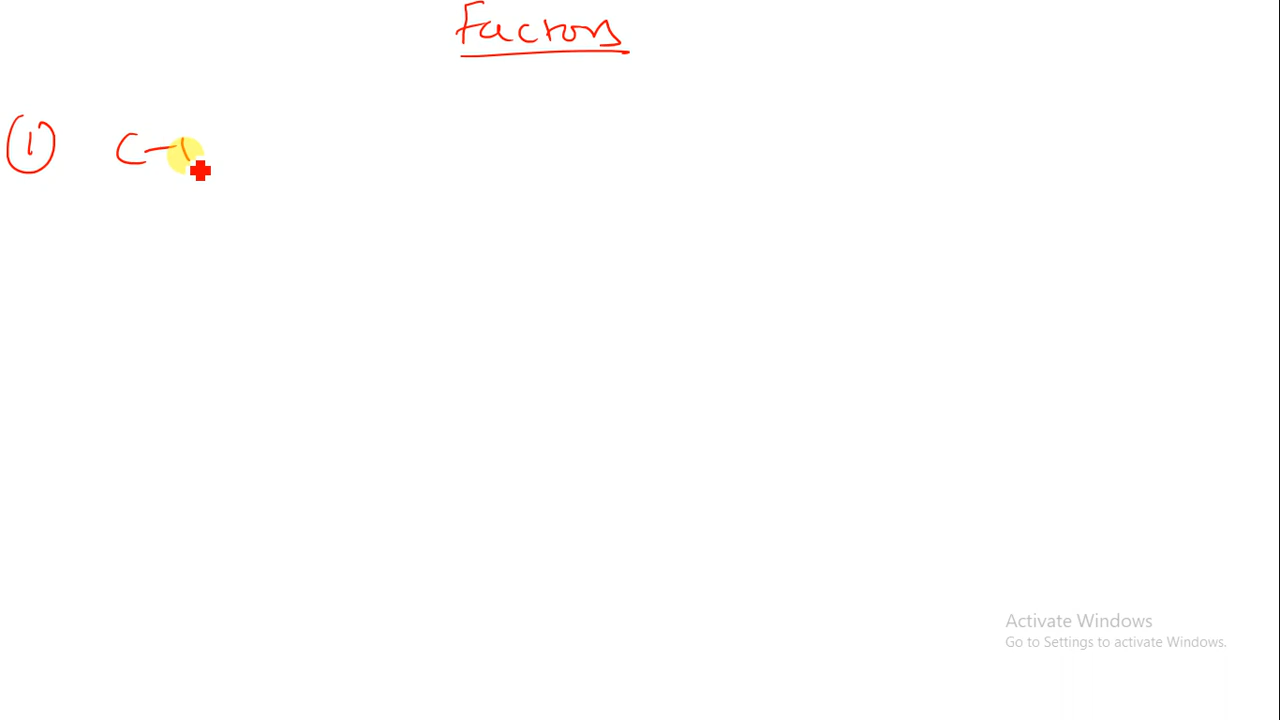 Factors
① C-
Activate Windows
Go to Settings to activate Windows.